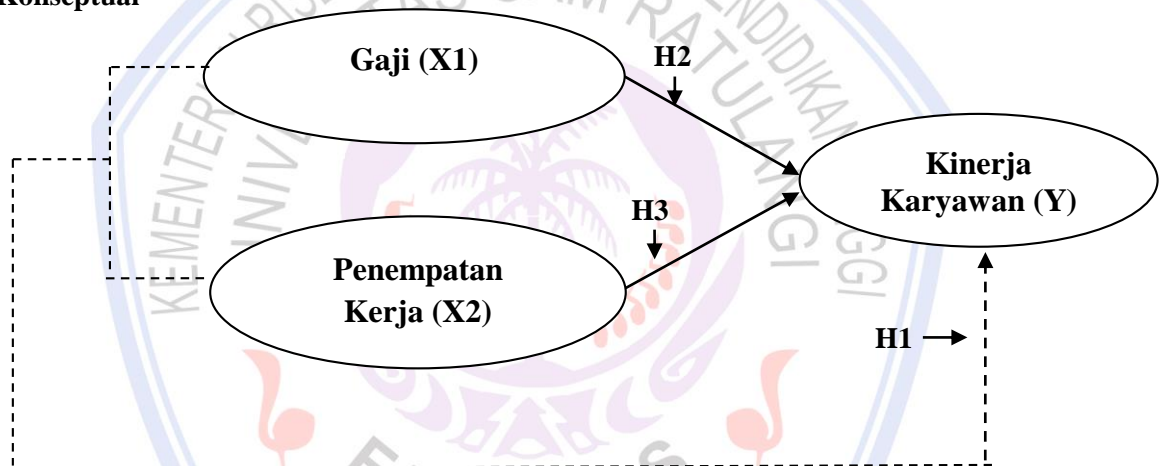 Konseptual
Gaji (X1)
H2
Kinerja
Karyawan (Y)
H3
Penempatan
Kerja (X2)
H1